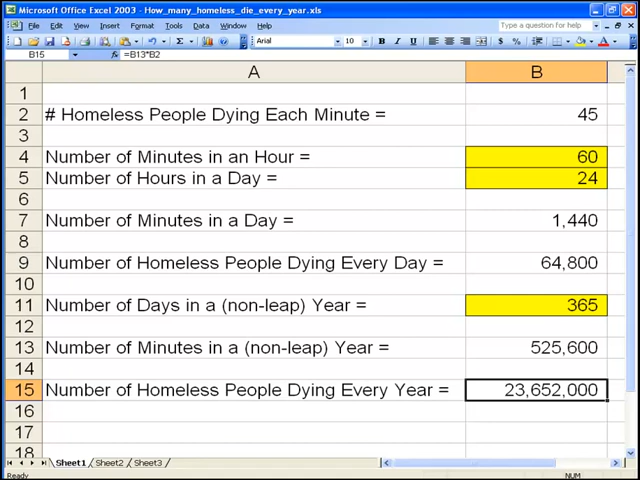 Microsoft Office Excel 2003 - How_many_homeless_die_every_year.xls
File Edit View Insert Format Tools Data Window Help Type a question for help
Arial 10 B I U $ %
B15 fx =B13*B2
A B
1
2 # Homeless People Dying Each Minute = 45
3
4 Number of Minutes in an Hour = 60
5 Number of Hours in a Day = 24
6
7 Number of Minutes in a Day = 1,440
8
9 Number of Homeless People Dying Every Day = 64,800
10
11 Number of Days in a (non-leap) Year = 365
12
13 Number of Minutes in a (non-leap) Year = 525,600
14
15 Number of Homeless People Dying Every Year = 23,652,000
16
17
18
Sheet1 Sheet2 Sheet3
Ready NUM